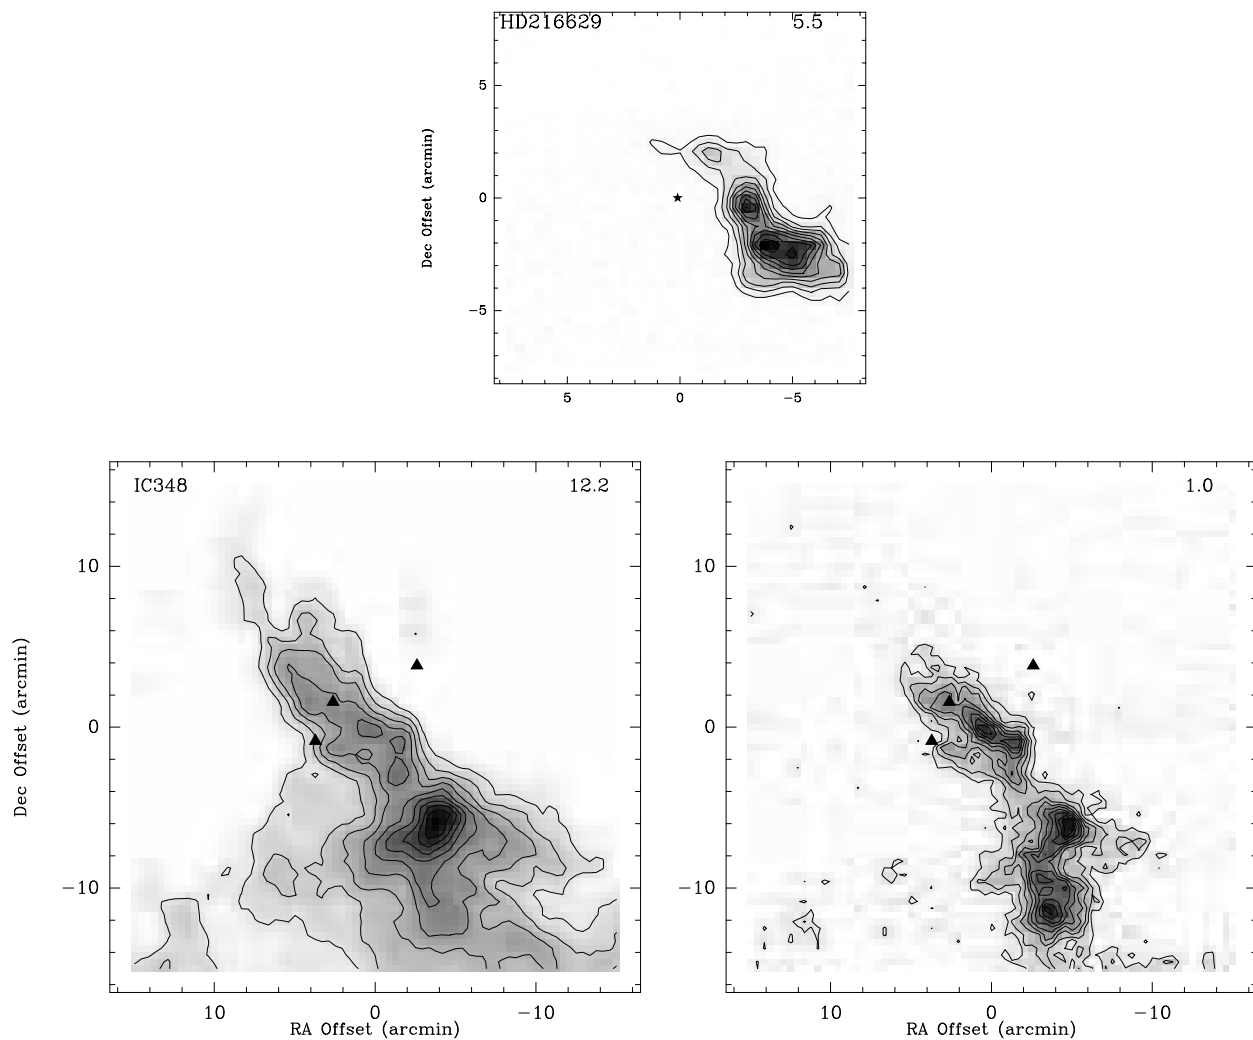 HD216629 5.5
5
0
−5
Dec Offset (arcmin)
5 0 −5
IC348 12.2
1.0
10
0
−10
Dec Offset (arcmin)
10 0 −10
RA Offset (arcmin)
10
0
−10
10 0 −10
RA Offset (arcmin)